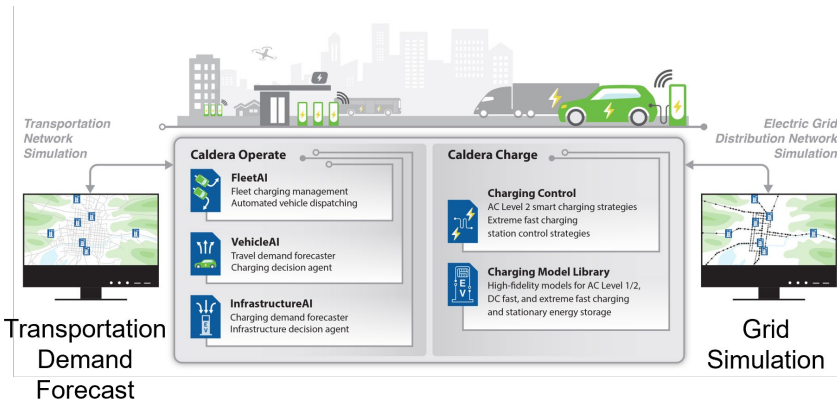 Transportation
Network
Simulation
Electric Grid
Distribution Network
Simulation
Caldera Operate
FleetAI
Fleet charging management
Automated vehicle dispatching
VehicleAI
Travel demand forecaster
Charging decision agent
InfrastructureAI
Charging demand forecaster
Infrastructure decision agent
EV
Caldera Charge
Charging Control
AC Level 2 smart charging strategies
Extreme fast charging
station control strategies
Charging Model Library
High-fidelity models for AC Level 1/2,
DC fast, and extreme fast charging
and stationary energy storage
EV
Transportation
Demand
Forecast
Grid
Simulation